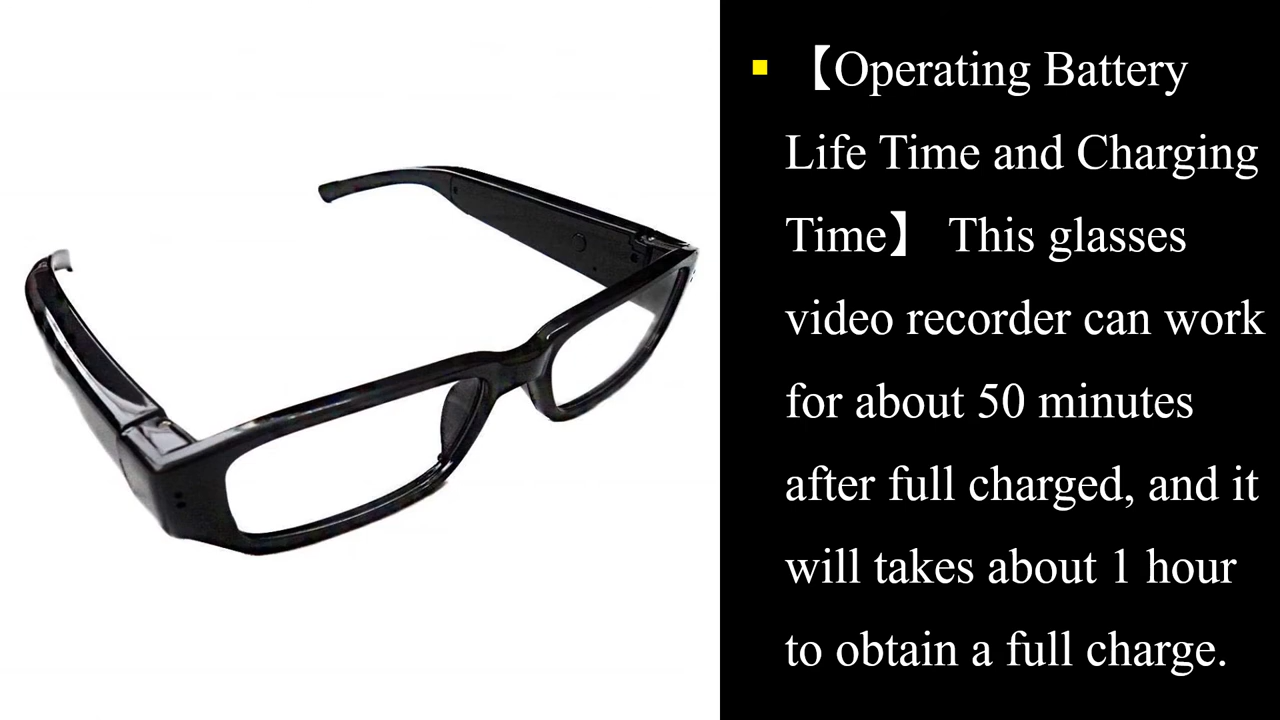 【Operating Battery
Life Time and Charging
Time】 This glasses
video recorder can work
for about 50 minutes
after full charged, and it
will takes about 1 hour
to obtain a full charge.